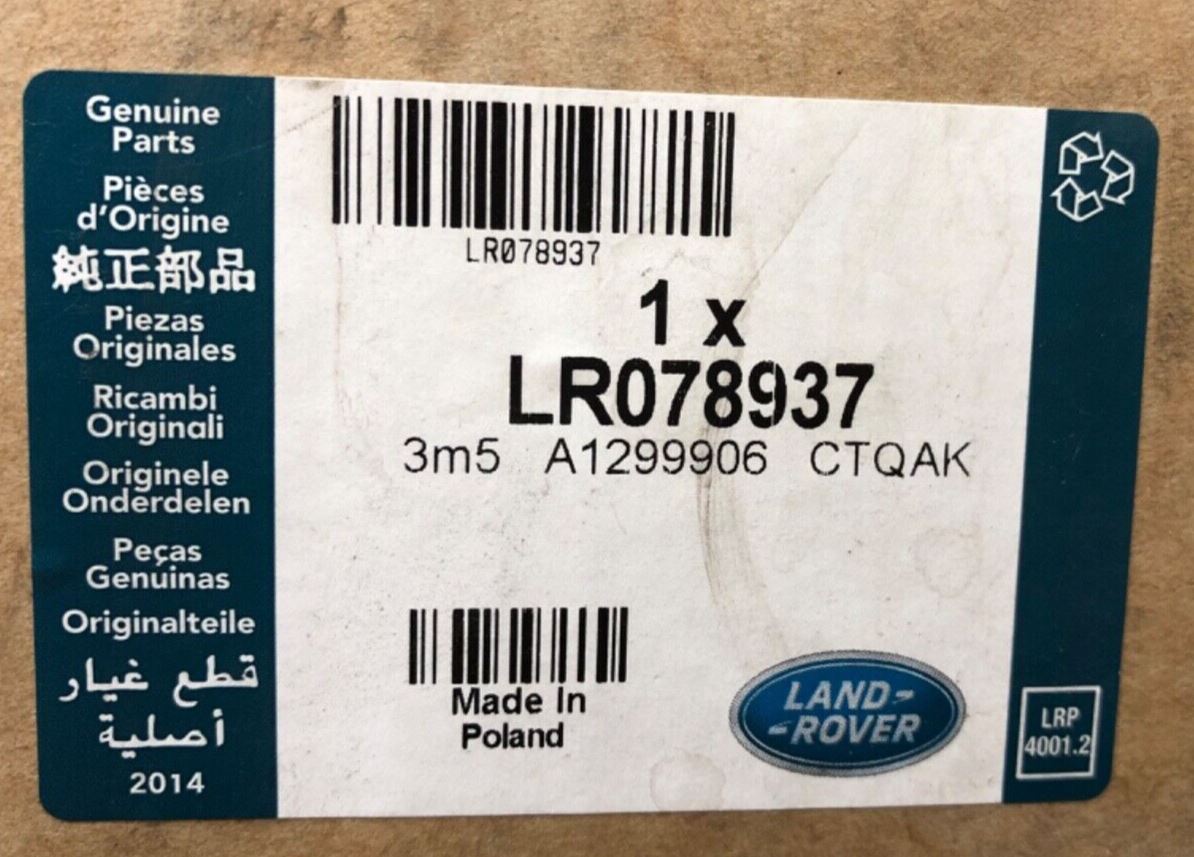 Genuine
Parts
Pièces
d'Origine
純正部品
Piezas
Originales
Ricambi
Originali
Originele
Onderdelen
Peças
Genuinas
Originalteile
قطع غيار
أصلية
2014
LR078937
1 x
LR078937
3m5 A1299906 CTQAK
Made In
Poland
LAND-
-ROVER
LRP
4001.2